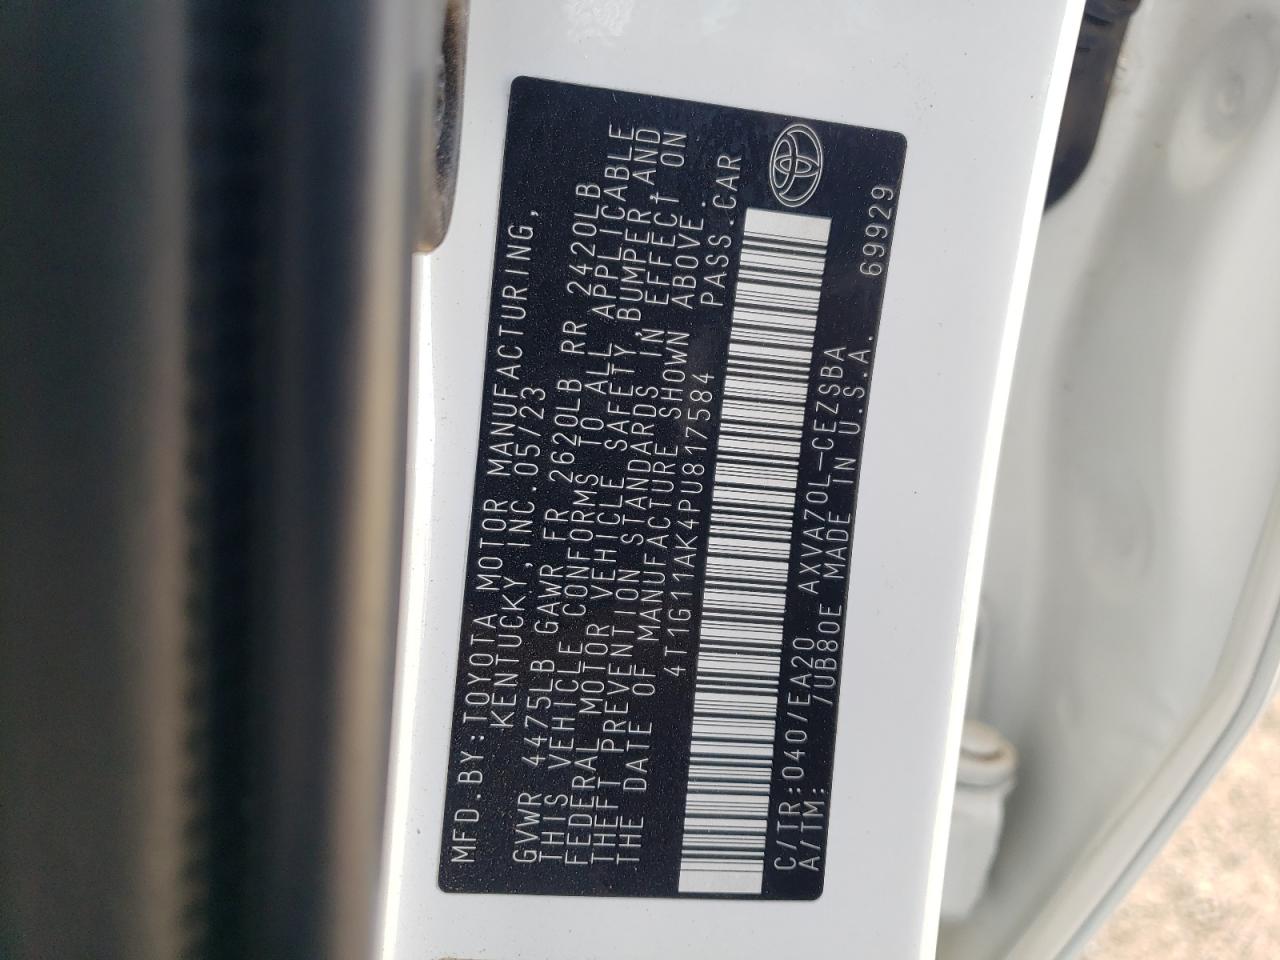 MFD.BY:TOYOTA MOTOR MANUFACTURING,
KENTUCKY,INC.05/23
GVWR 4475LB GAWR FR 2620LB RR 2420LB
THIS VEHICLE CONFORMS TO ALL APPLICABLE
FEDERAL MOTOR VEHICLE SAFETY,BUMPER,AND
THEFT PREVENTION STANDARDS IN EFFECT ON
THE DATE OF MANUFACTURE SHOWN ABOVE.
4T1G11AK4PU817584 PASS.CAR
C/TR:040/EA20 AXVA70L-CEZSBA
A/TM: /UB80E MADE IN U.S.A. 69929